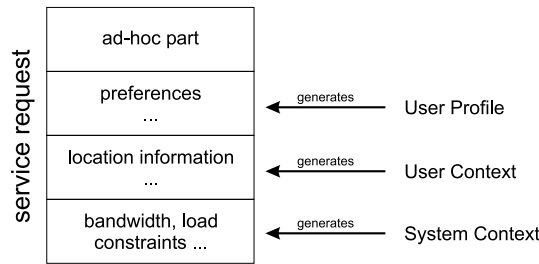 service request
ad-hoc part
preferences
...
generates
User Profile
location information
...
generates
User Context
bandwidth, load
constraints ...
generates
System Context